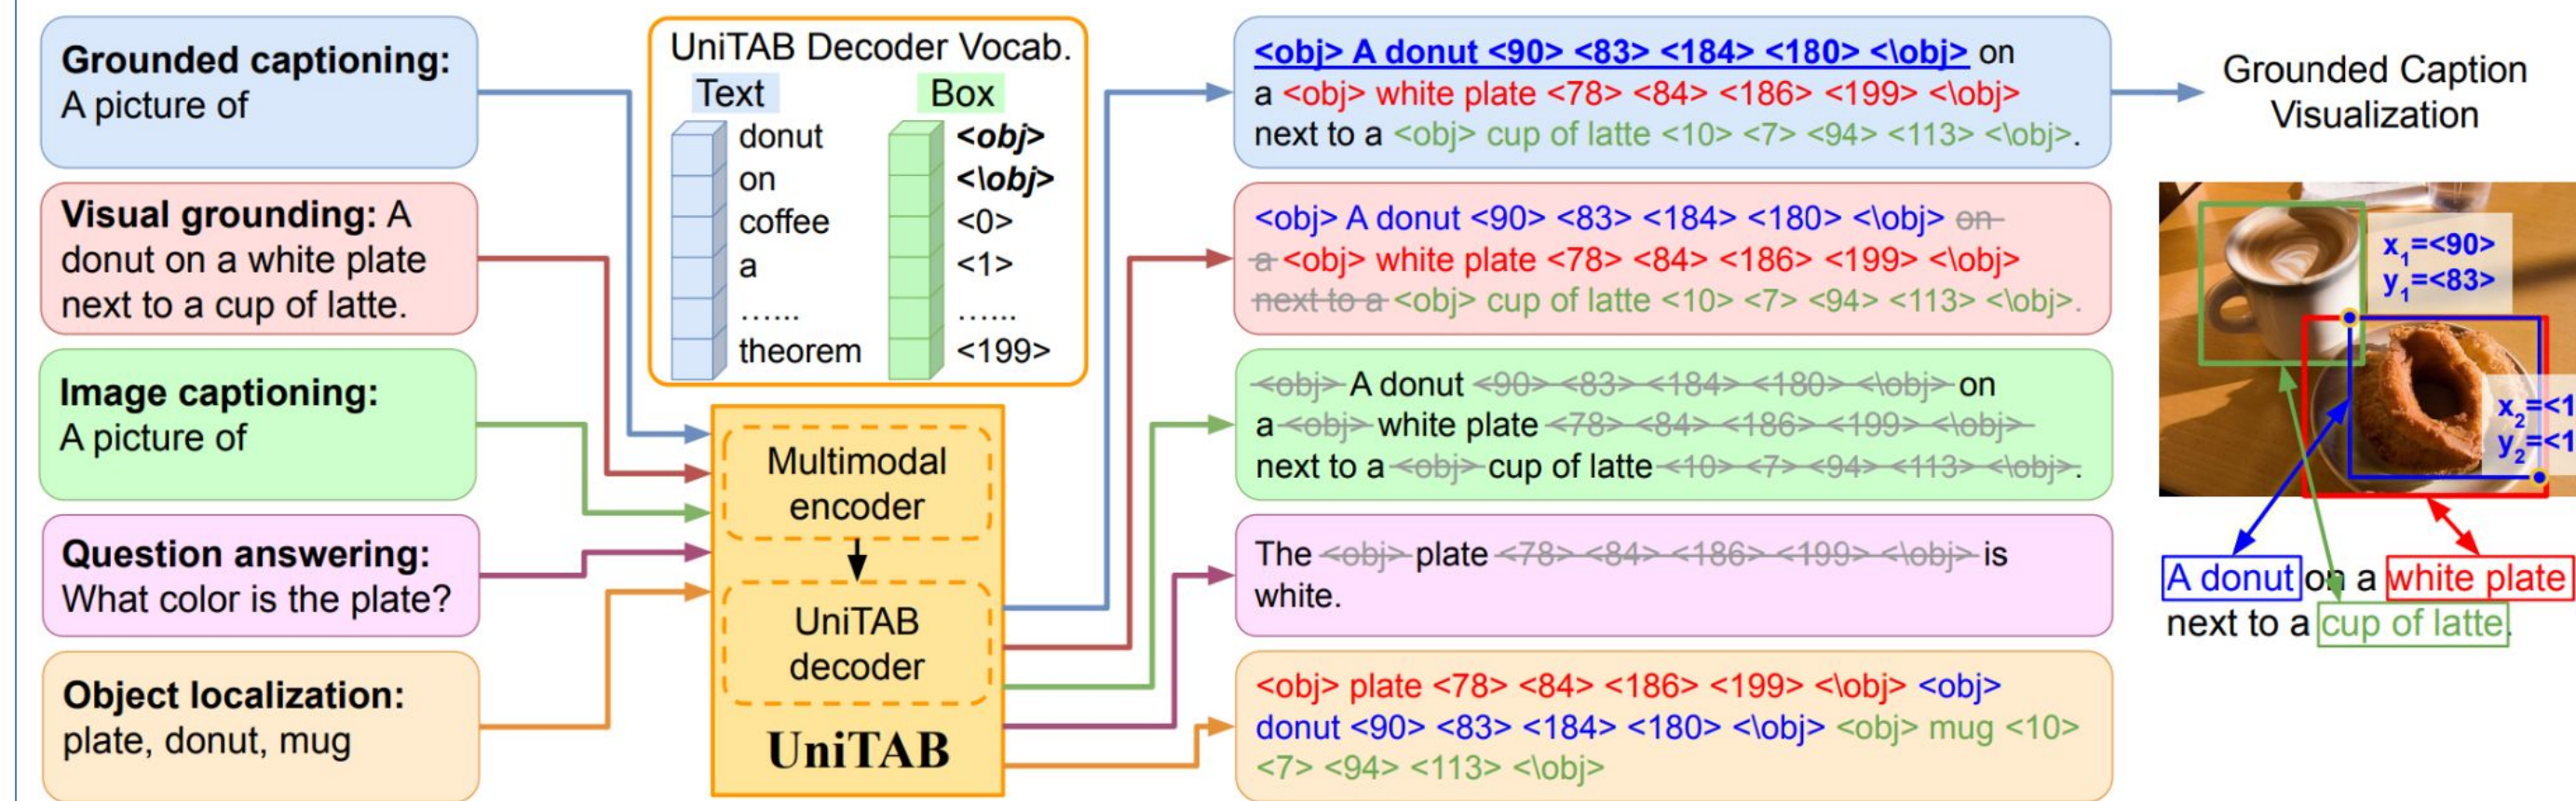 Grounded captioning:
A picture of
Visual grounding: A
donut on a white plate
next to a cup of latte.
Image captioning:
A picture of
Question answering:
What color is the plate?
Object localization:
plate, donut, mug
UniTAB Decoder Vocab.
Text
donut
on
coffee
a
......
theorem
Box
<obj>
<\obj>
<0>
<1>
......
<199>
Multimodal
encoder
UniTAB
decoder
UniTAB
<obj> A donut <90> <83> <184> <180> <\obj> on
a <obj> white plate <78> <84> <186> <199> <\obj>
next to a <obj> cup of latte <10> <7> <94> <113> <\obj>.
<obj> A donut <90> <83> <184> <180> <\obj> on
a <obj> white plate <78> <84> <186> <199> <\obj>
next to a <obj> cup of latte <10> <7> <94> <113> <\obj>.
<obj> A donut <90> <83> <184> <180> <\obj> on
a <obj> white plate <78> <84> <186> <199> <\obj>
next to a <obj> cup of latte <10> <7> <94> <113> <\obj>.
The <obj> plate <78> <84> <186> <199> <\obj> is
white.
<obj> plate <78> <84> <186> <199> <\obj> <obj>
donut <90> <83> <184> <180> <\obj> <obj> mug <10>
<7> <94> <113> <\obj>
Grounded Caption
Visualization
x1=<90>
y1=<83>
x2=<1
y2=<1
A donut on a white plate
next to a cup of latte.